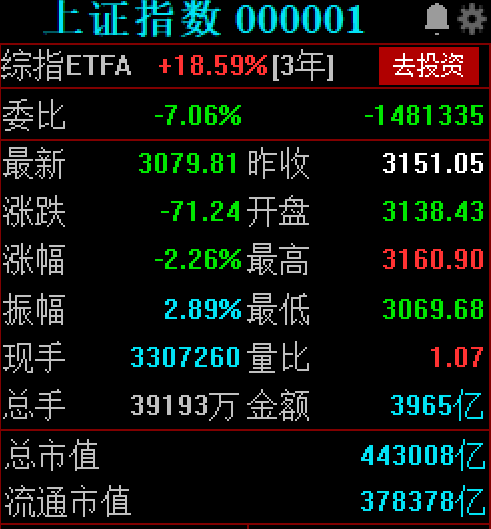 上证指数 000001
综指ETFA +18.59%[3年] 去投资
委比 -7.06% -1481335
最新 3079.81 昨收 3151.05
涨跌 -71.24 开盘 3138.43
涨幅 -2.26% 最高 3160.90
振幅 2.89% 最低 3069.68
现手 3307260 量比 1.07
总手 39193万 金额 3965亿
总市值 443008亿
流通市值 378378亿